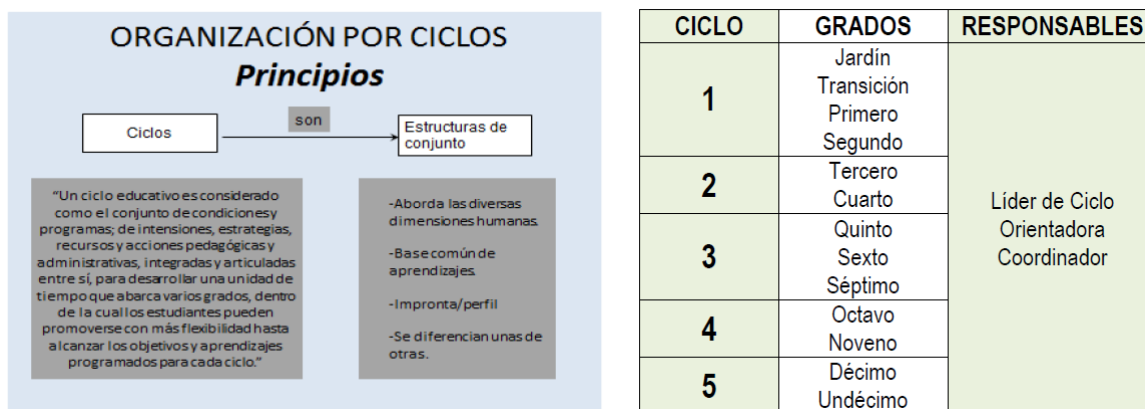 ORGANIZACIÓN POR CICLOS
Principios
Ciclos
son
Estructuras de
conjunto
"Un ciclo educativo es considerado
como el conjunto de condiciones y
programas; de intensiones, estrategias,
recursos y acciones pedagógicas y
administrativas, integradas y articuladas
entre sí, para desarrollar una unidad de
tiempo que abarca varios grados, dentro
de la cual los estudiantes pueden
promoverse con más flexibilidad hasta
alcanzar los objetivos y aprendizajes
programados para cada ciclo."
-Aborda las diversas
dimensiones humanas.
-Base común de
aprendizajes.
-Impronta/perfil
-Se diferencian unas de
otras.
CICLO GRADOS RESPONSABLES
1
Jardín
Transición
Primero
Segundo
2
Tercero
Cuarto
3
Quinto
Sexto
Séptimo
4
Octavo
Noveno
5
Décimo
Undécimo
Líder de Ciclo
Orientadora
Coordinador